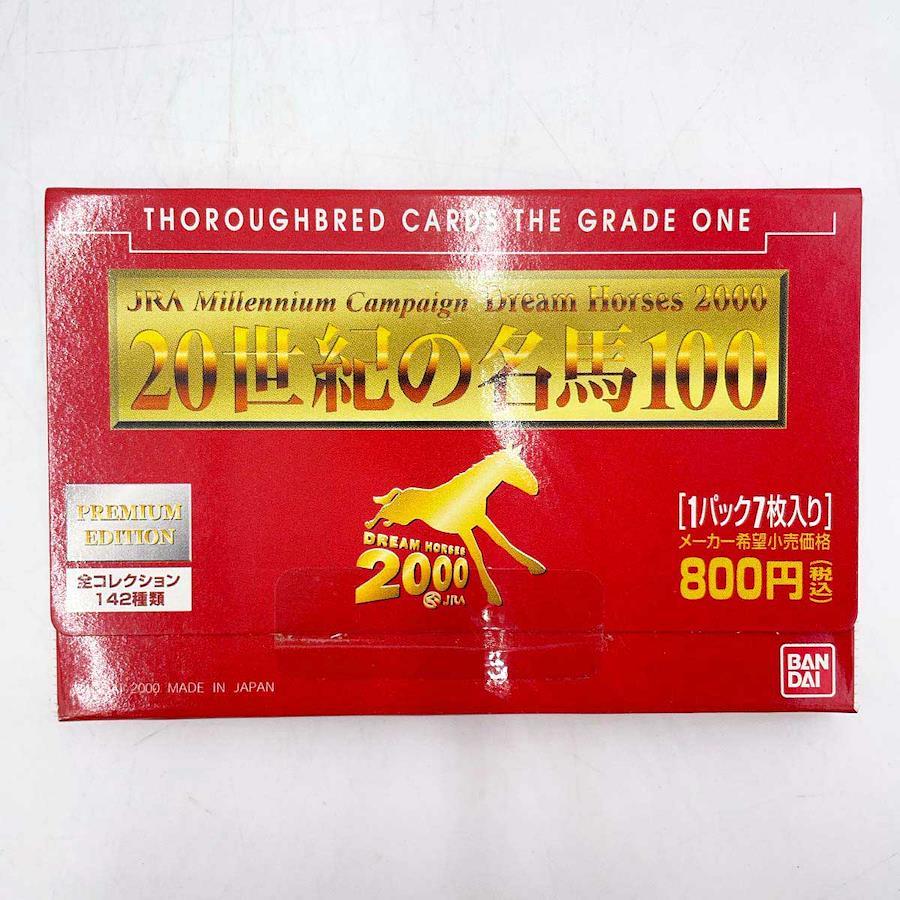 THOROUGHBRED CARDS THE GRADE ONE
JRA Millennium Campaign Dream Horses 2000
20世紀の名馬100
PREMIUM
EDITION
全コレクション
142種類
DREAM HORSES
2000
JRA
[1パック7枚入り]
メーカー希望小売価格
800円(税込)
2000 MADE IN JAPAN
BAN
DAI